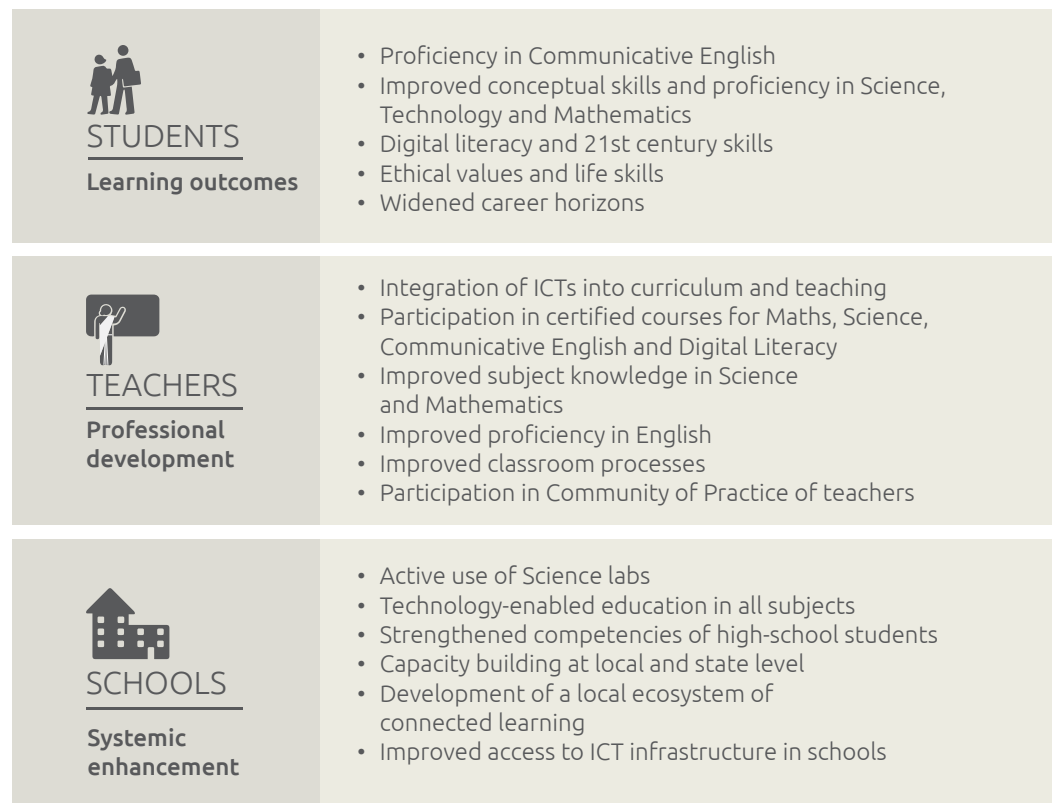 STUDENTS
Learning outcomes
• Proficiency in Communicative English
• Improved conceptual skills and proficiency in Science,
Technology and Mathematics
• Digital literacy and 21st century skills
• Ethical values and life skills
• Widened career horizons
TEACHERS
Professional
development
• Integration of ICTs into curriculum and teaching
• Participation in certified courses for Maths, Science,
Communicative English and Digital Literacy
• Improved subject knowledge in Science
and Mathematics
• Improved proficiency in English
• Improved classroom processes
• Participation in Community of Practice of teachers
SCHOOLS
Systemic
enhancement
• Active use of Science labs
• Technology-enabled education in all subjects
• Strengthened competencies of high-school students
• Capacity building at local and state level
• Development of a local ecosystem of
connected learning
• Improved access to ICT infrastructure in schools